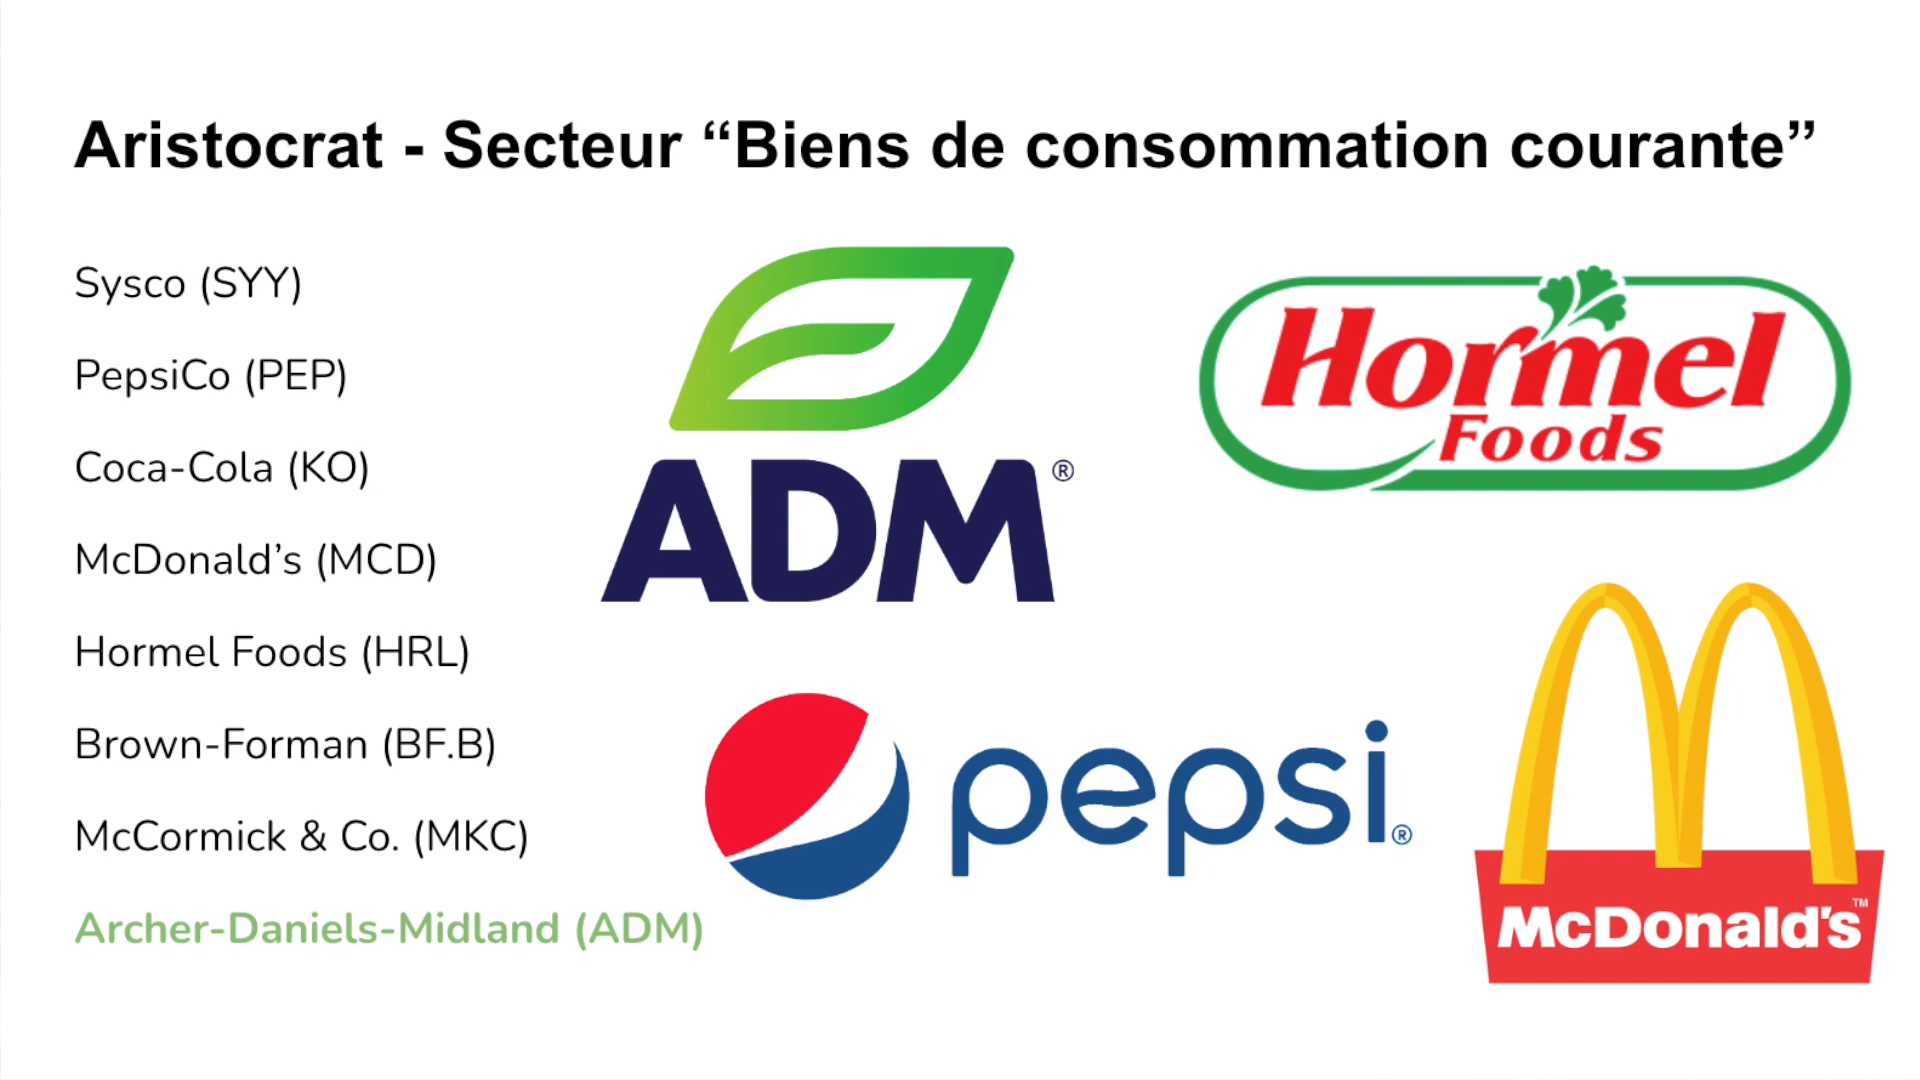 Aristocrat - Secteur “Biens de consommation courante”
Sysco (SYY)
PepsiCo (PEP)
Coca-Cola (KO)
McDonald’s (MCD)
Hormel Foods (HRL)
Brown-Forman (BF.B)
McCormick & Co. (MKC)
Archer-Daniels-Midland (ADM)
ADM®
Hormel
Foods
pepsi®
McDonald's™